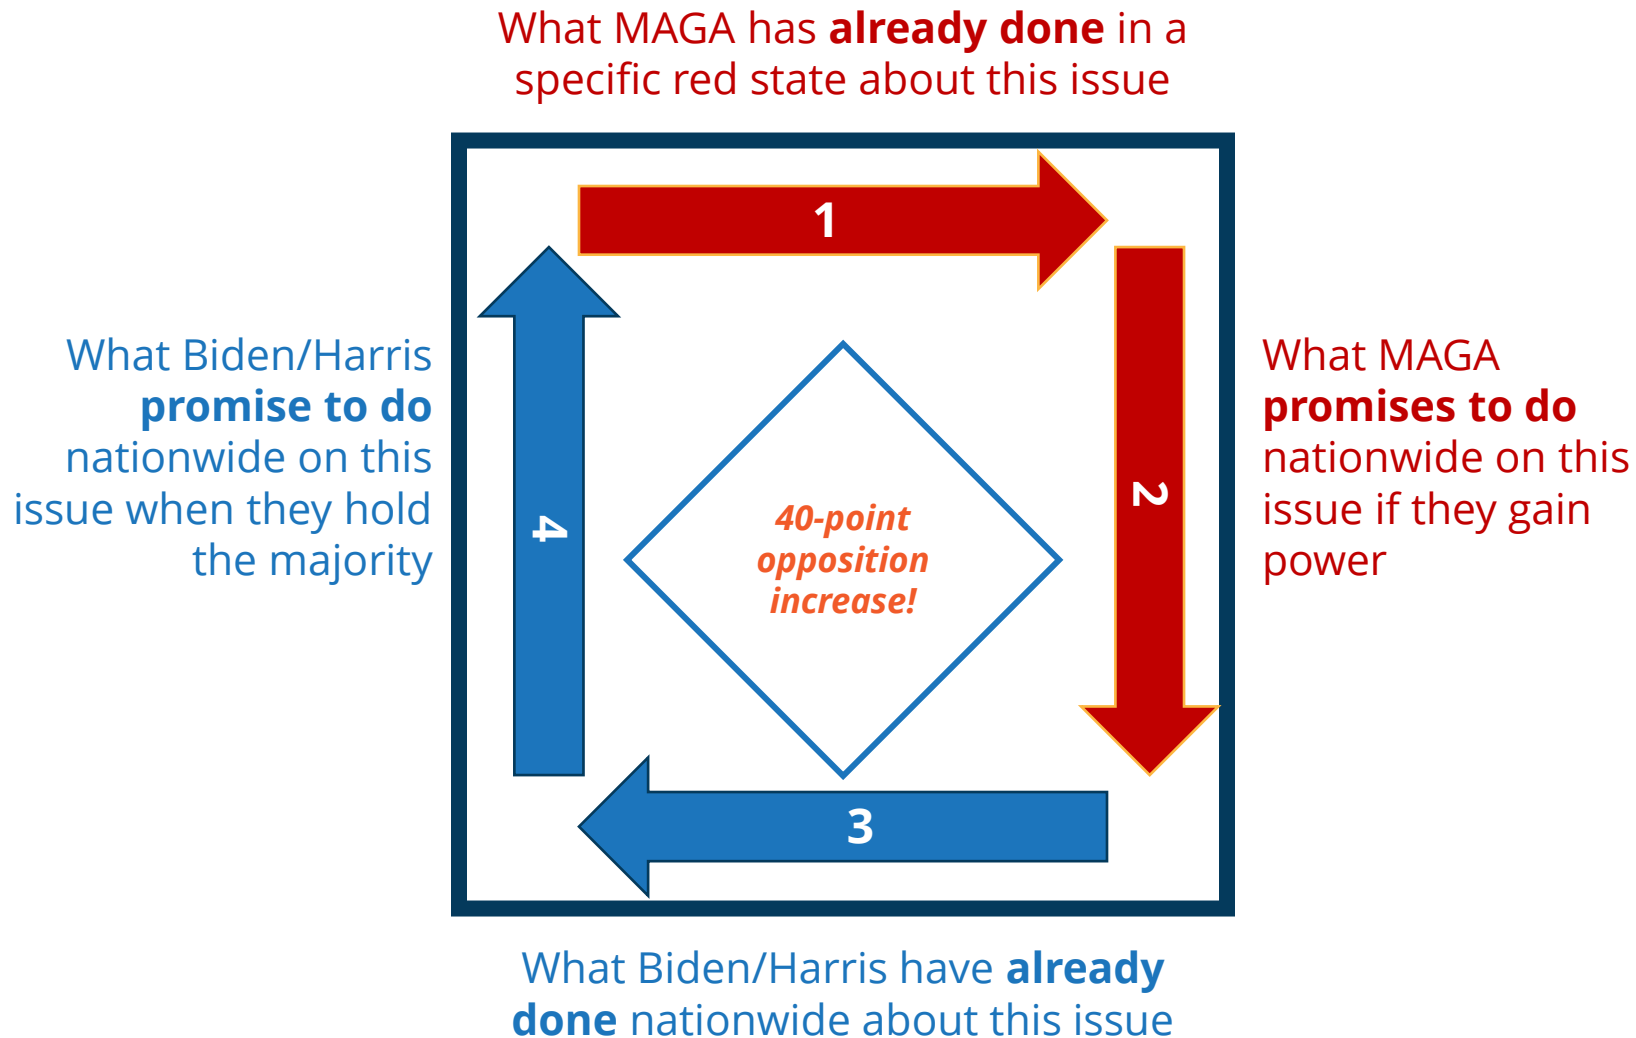 What MAGA has already done in a
specific red state about this issue
1
What Biden/Harris
promise to do
nationwide on this
issue when they hold
the majority
4
40-point
opposition
increase!
2
What MAGA
promises to do
nationwide on this
issue if they gain
power
3
What Biden/Harris have already
done nationwide about this issue